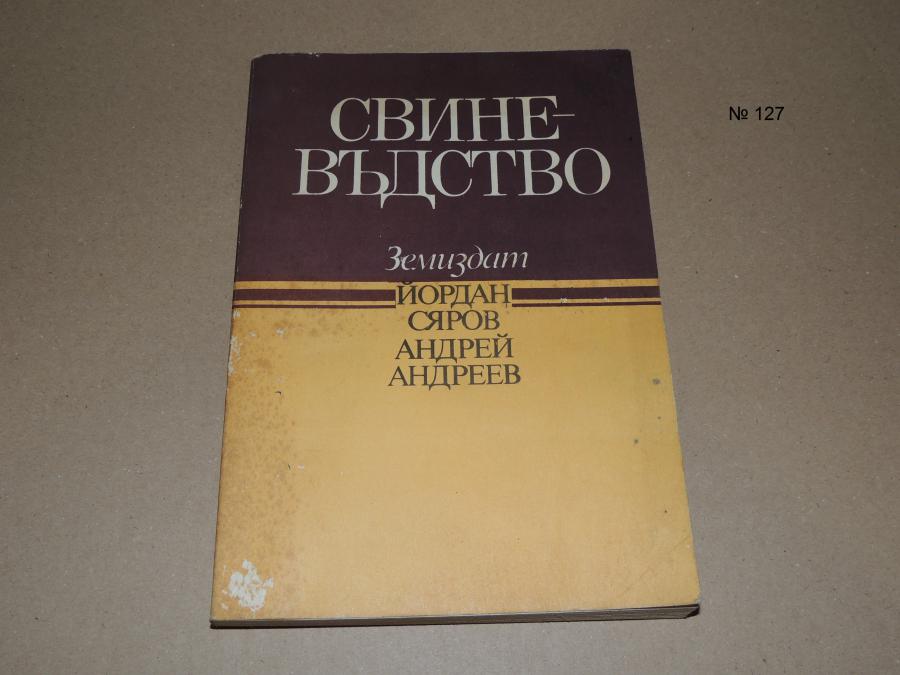 СВИНЕ-
ВЪДСТВО
Земиздат
ЙОРДАН
СЯРОВ
АНДРЕЙ
АНДРЕЕВ
№ 127